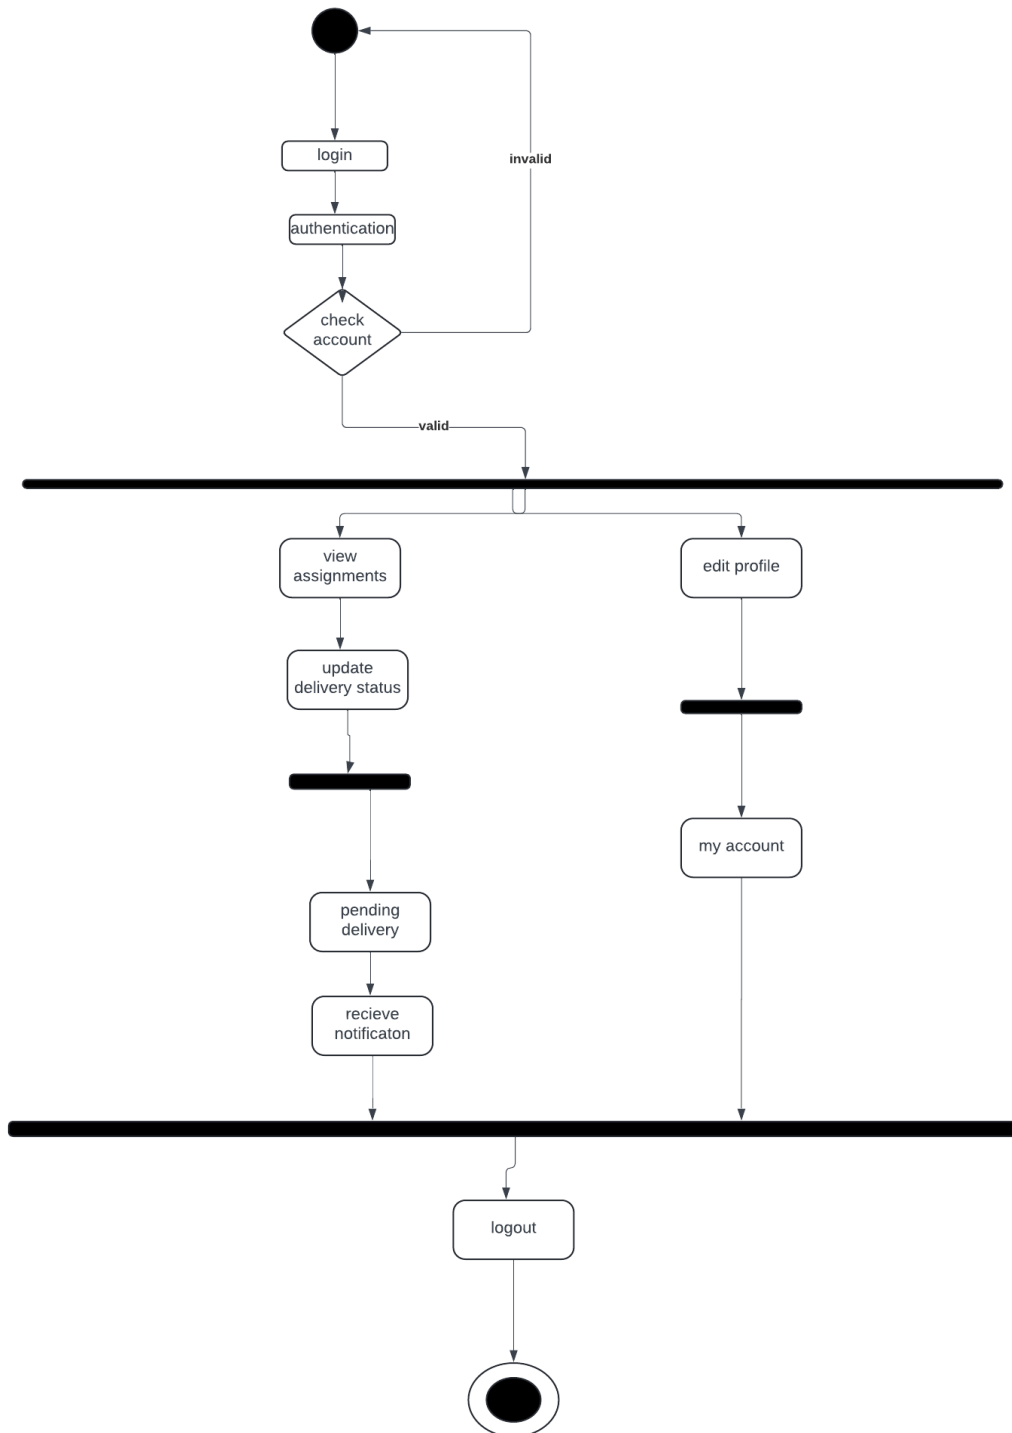 login
invalid
authentication
check
account
valid
view
assignments
edit profile
update
delivery status
my account
pending
delivery
recieve
notificaton
logout